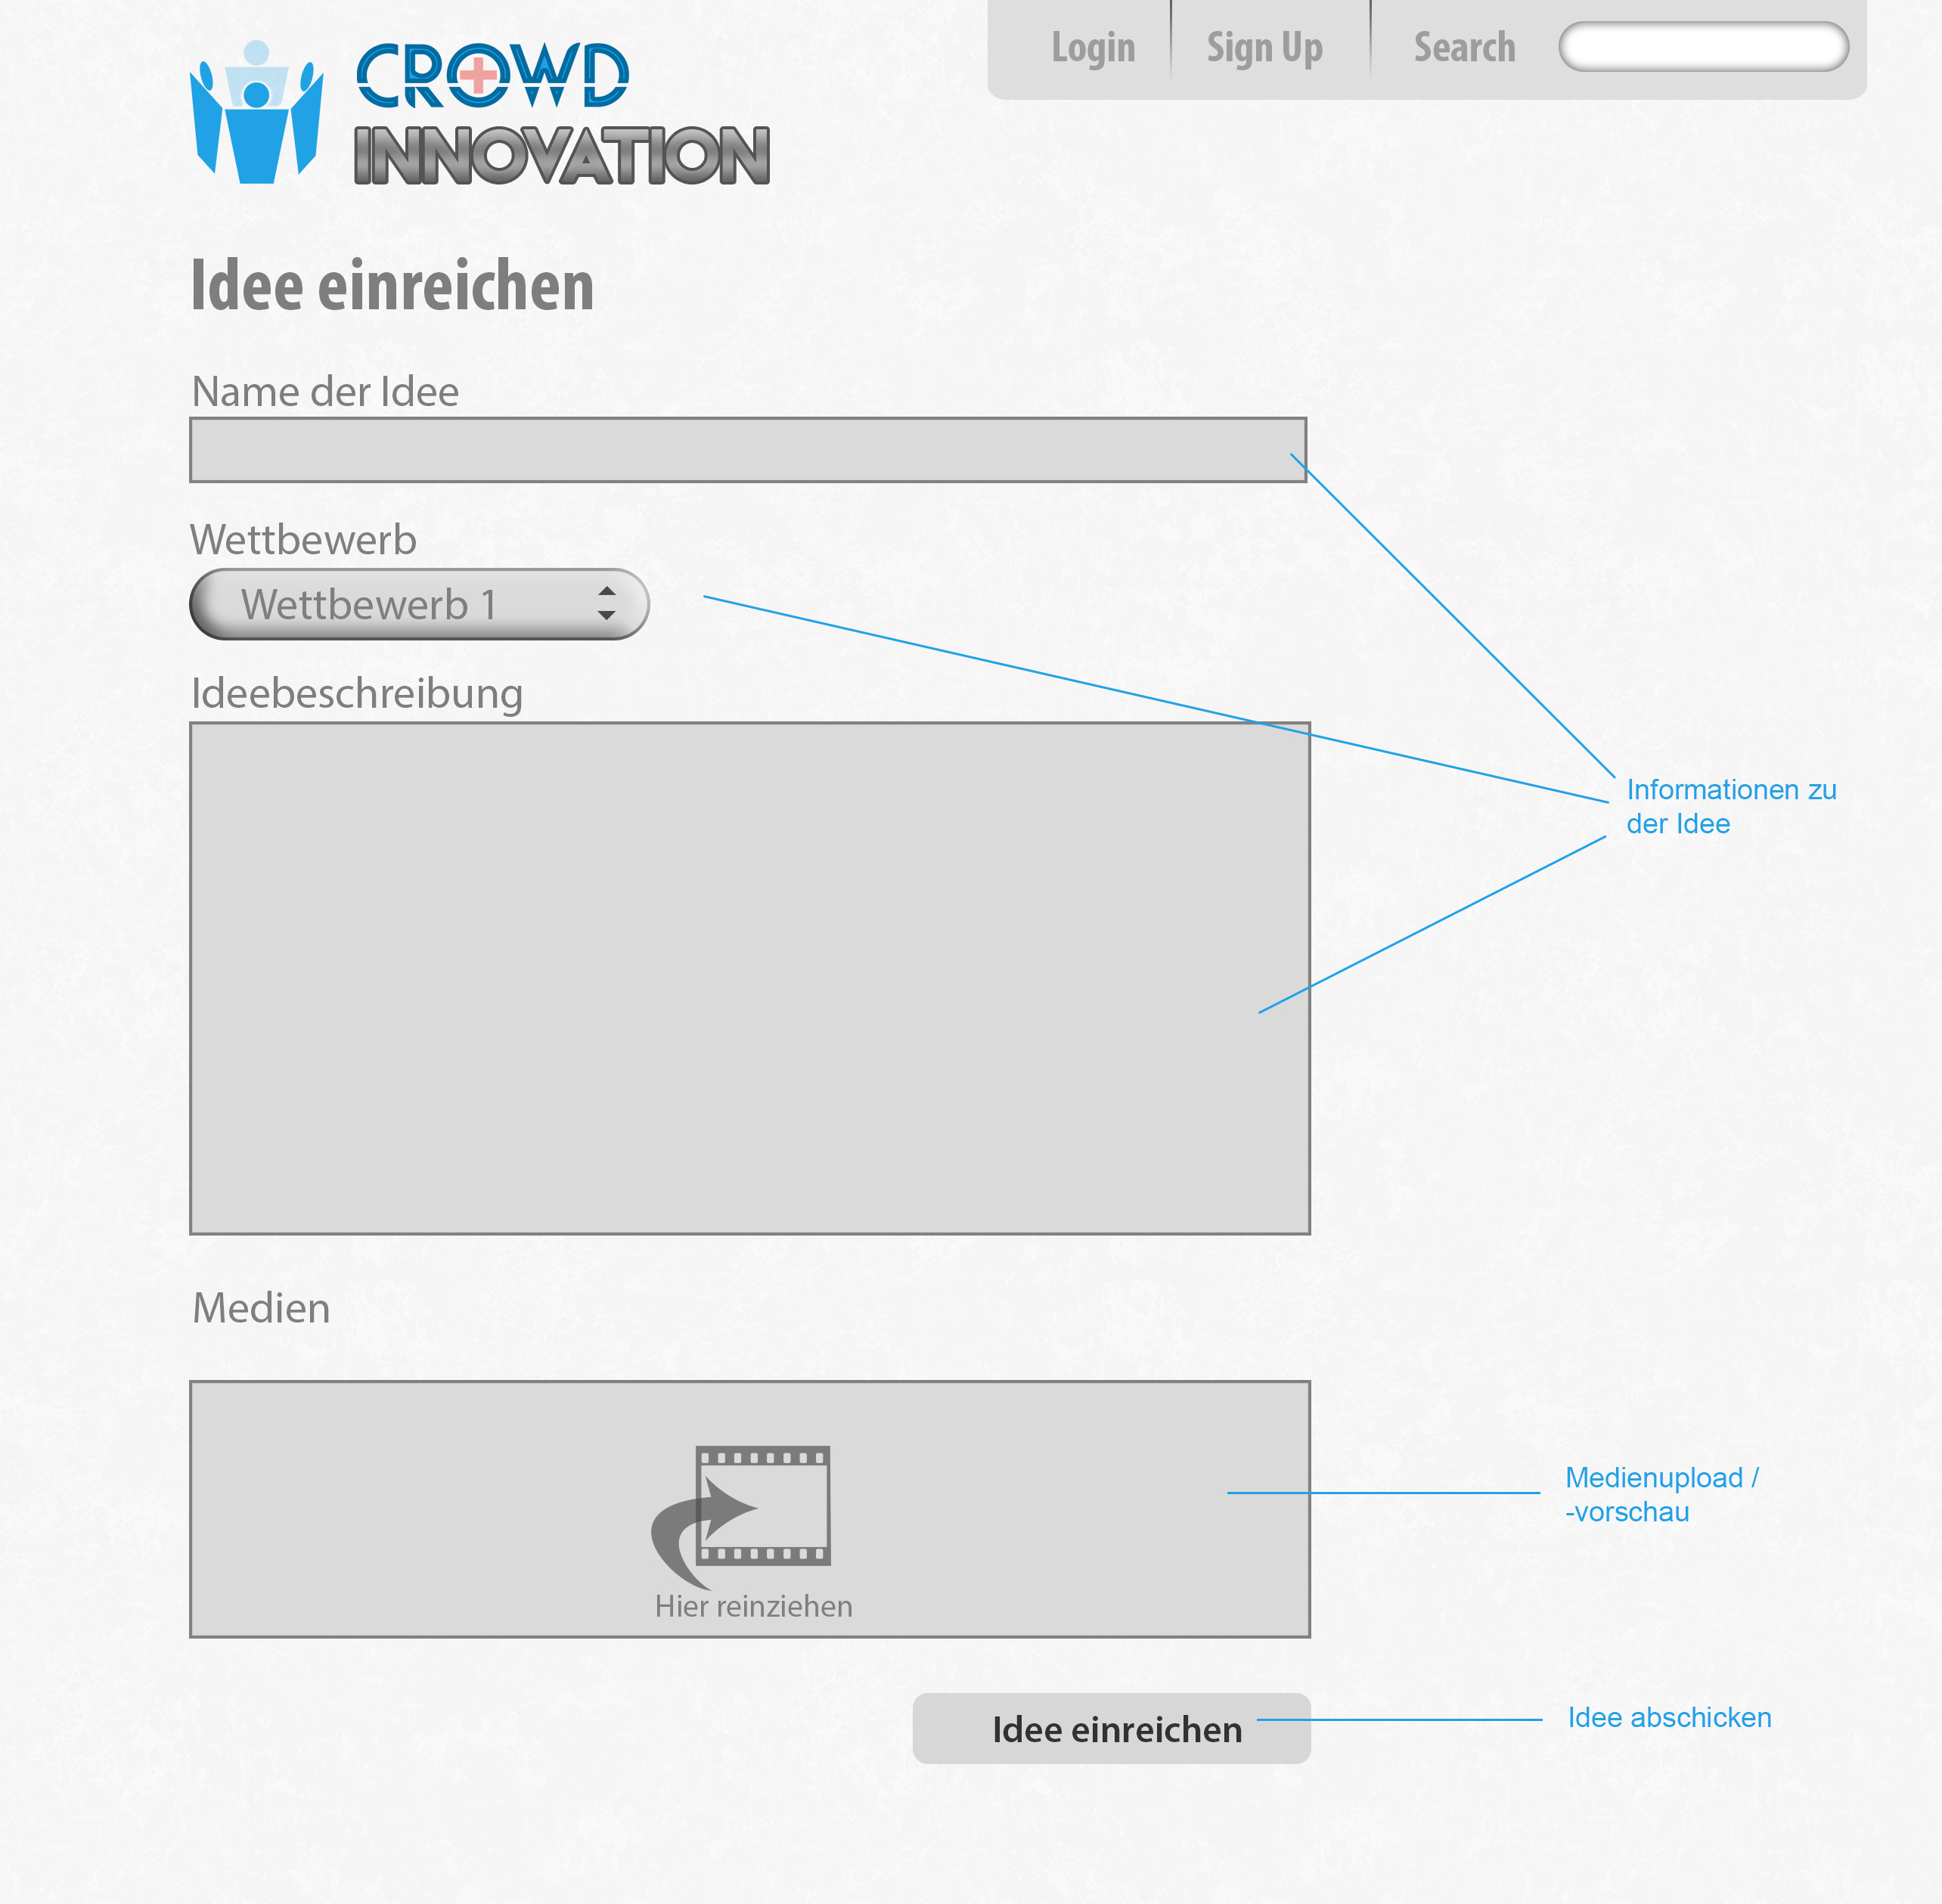 CROWD
INNOVATION
Login
Sign Up
Search
Idee einreichen
Name der Idee
Wettbewerb
Wettbewerb 1
Ideebeschreibung
Informationen zu
der Idee
Medien
Hier reinziehen
Medienupload /
-vorschau
Idee einreichen
Idee abschicken